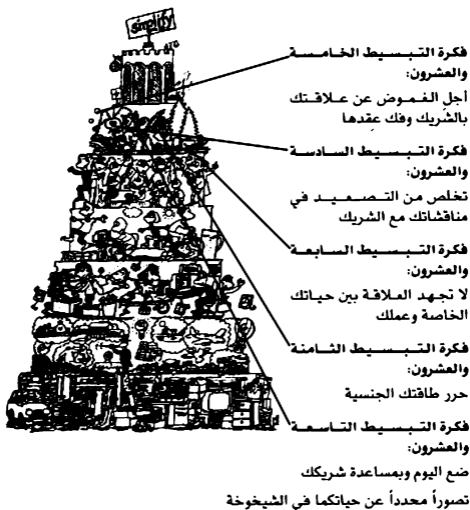 simplify
فكرة التبسيط الخامسة
والعشرون:
أجلِ الغموض عن علاقتك
بالشريك وفك عقدها
فكرة التبسيط السادسة
والعشرون:
تخلص من التصعيد في
مناقشاتك مع الشريك
فكرة التبسيط السابعة
والعشرون:
لا تجهد العلاقة بين حياتك
الخاصة وعملك
فكرة التبسيط الثامنة
والعشرون:
حرر طاقتك الجنسية
فكرة التبسيط التاسعة
والعشرون:
ضع اليوم وبمساعدة شريكك
تصوراً محدداً عن حياتكما في الشيخوخة